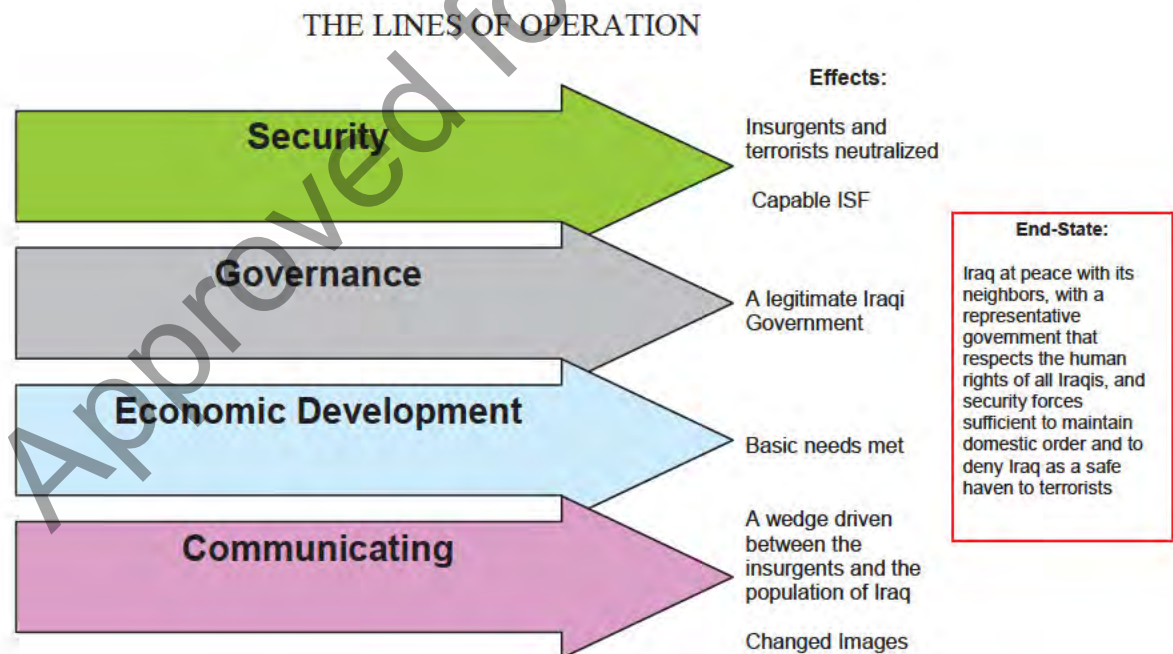 THE LINES OF OPERATION
Security
Governance
Economic Development
Communicating
Effects:
Insurgents and
terrorists neutralized
Capable ISF
A legitimate Iraqi
Government
Basic needs met
A wedge driven
between the
insurgents and the
population of Iraq
Changed Images
End-State:
Iraq at peace with its
neighbors, with a
representative
government that
respects the human
rights of all Iraqis, and
security forces
sufficient to maintain
domestic order and to
deny Iraq as a safe
haven to terrorists
Approved fo